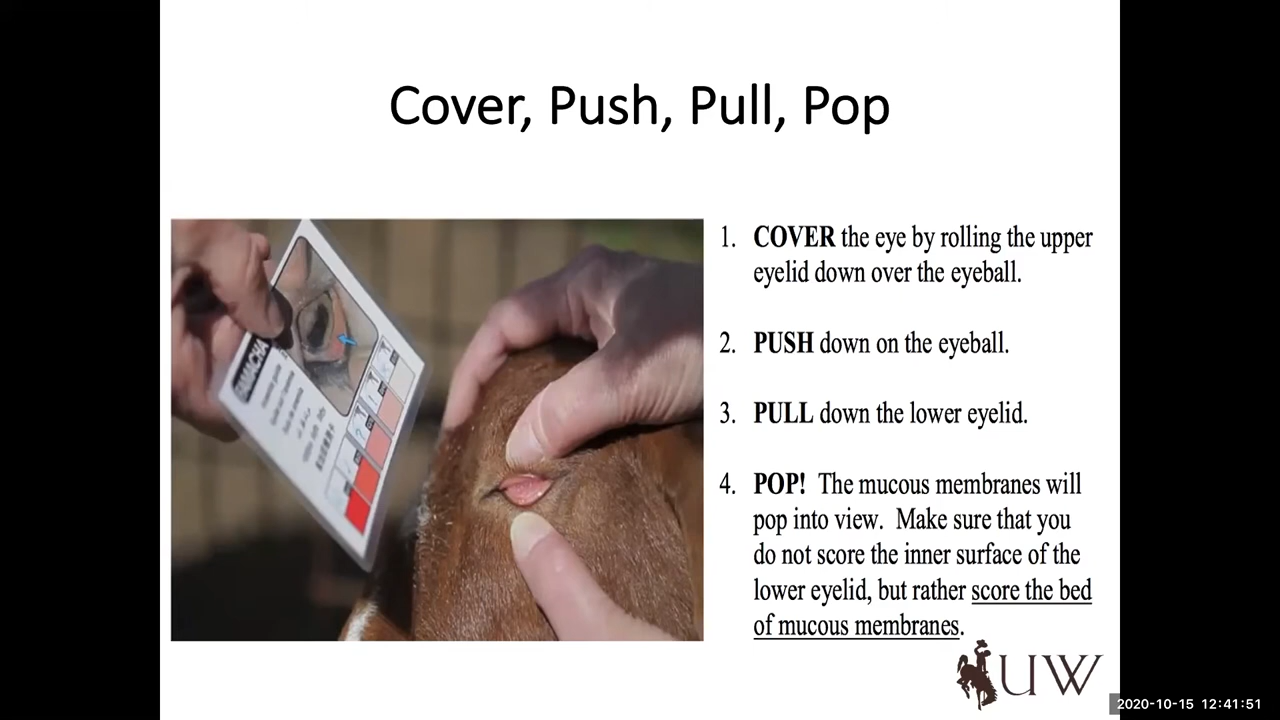 Cover, Push, Pull, Pop
1. COVER the eye by rolling the upper
eyelid down over the eyeball.
2. PUSH down on the eyeball.
3. PULL down the lower eyelid.
4. POP! The mucous membranes will
pop into view. Make sure that you
do not score the inner surface of the
lower eyelid, but rather score the bed
of mucous membranes.
UW
2020-10-15 12:41:51